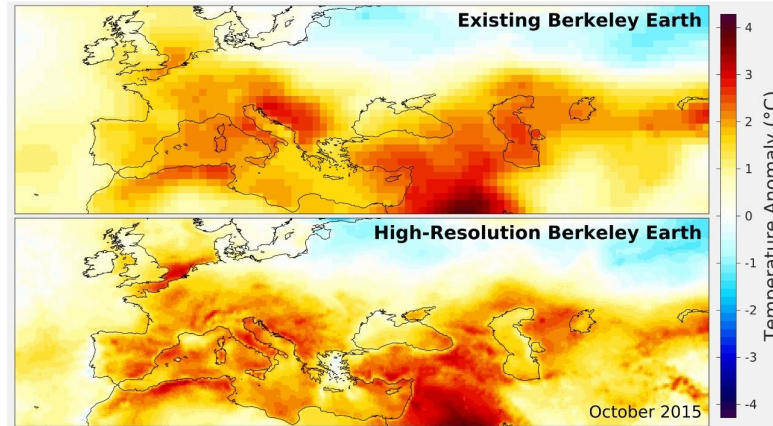 Existing Berkeley Earth
High-Resolution Berkeley Earth
October 2015
4
3
2
1
0
-1
-2
-3
-4
Temperature Anomaly (°C)